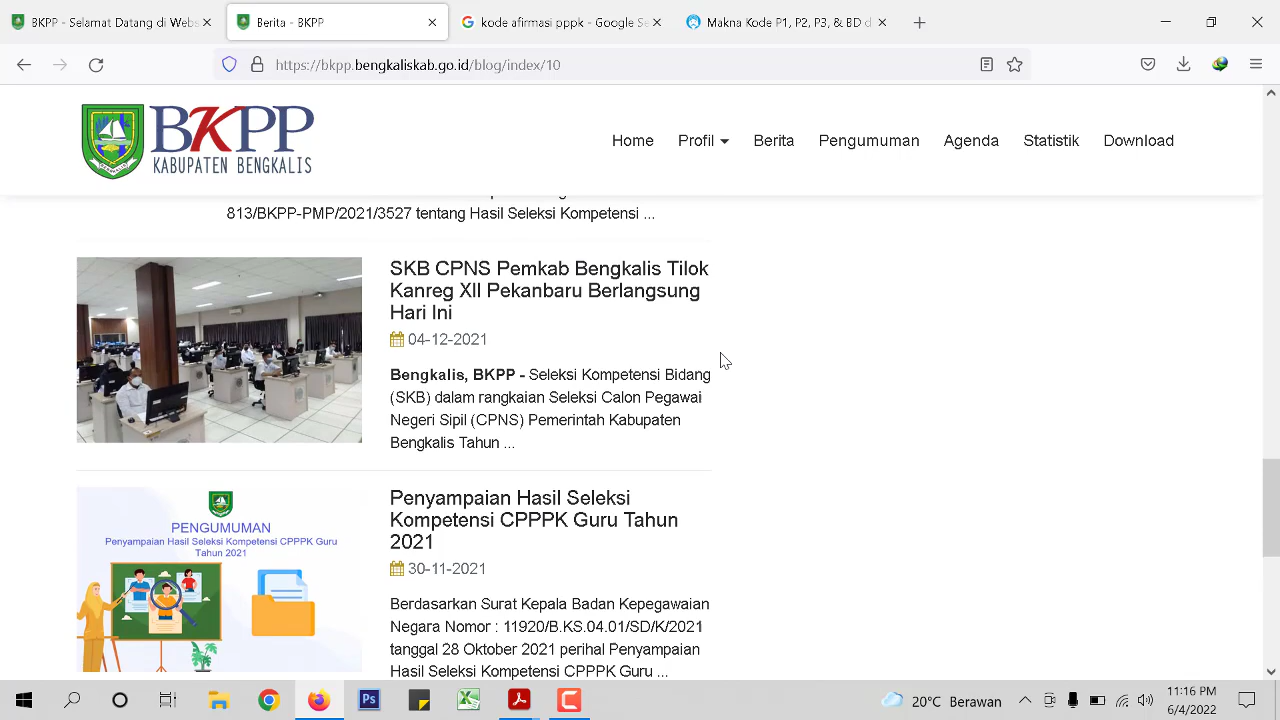 BKPP - Selamat Datang di Webs
Berita - BKPP
kode afirmasi pppk - Google Se
Makna Kode P1, P2, P3, & BD d
https://bkpp.bengkaliskab.go.id/blog/index/10
BKPP
KABUPATEN BENGKALIS
Home
Profil
Berita
Pengumuman
Agenda
Statistik
Download
813/BKPP-PMP/2021/3527 tentang Hasil Seleksi Kompetensi ...
SKB CPNS Pemkab Bengkalis Tilok
Kanreg XII Pekanbaru Berlangsung
Hari Ini
04-12-2021
Bengkalis, BKPP - Seleksi Kompetensi Bidang
(SKB) dalam rangkaian Seleksi Calon Pegawai
Negeri Sipil (CPNS) Pemerintah Kabupaten
Bengkalis Tahun ...
PENGUMUMAN
Penyampaian Hasil Seleksi Kompetensi CPPPK Guru
Tahun 2021
Penyampaian Hasil Seleksi
Kompetensi CPPPK Guru Tahun
2021
30-11-2021
Berdasarkan Surat Kepala Badan Kepegawaian
Negara Nomor : 11920/B.KS.04.01/SD/K/2021
tanggal 28 Oktober 2021 perihal Penyampaian
Hasil Seleksi Kompetensi CPPPK Guru ...
Ps
20°C Berawan
11:16 PM
6/4/2022